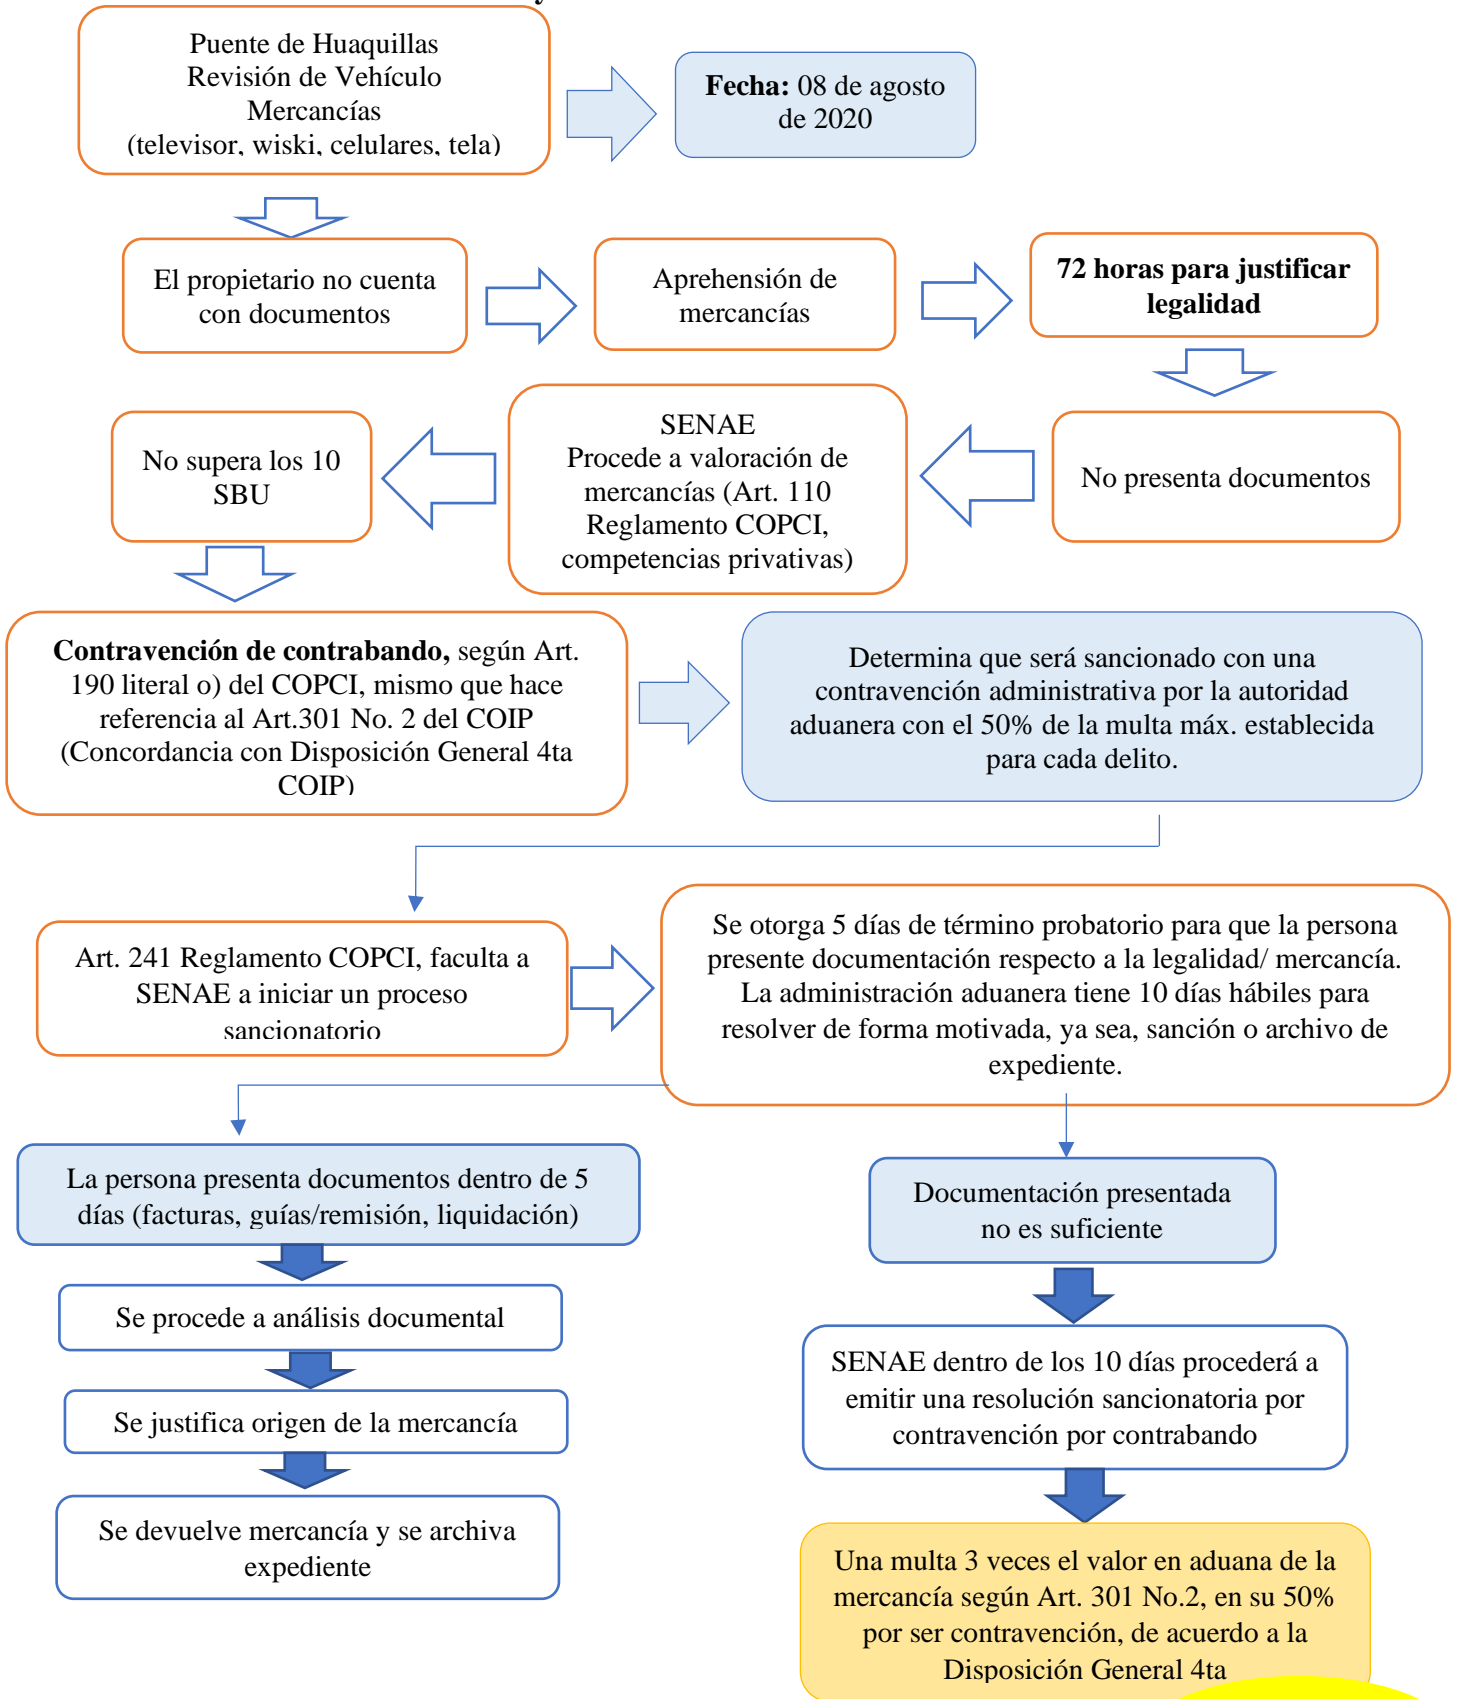 Puente de Huaquillas
Revisión de Vehículo
Mercancías
(televisor, wiski, celulares, tela)
Fecha: 08 de agosto
de 2020
El propietario no cuenta
con documentos
Aprehensión de
mercancías
72 horas para justificar
legalidad
No presenta documentos
SENAE
Procede a valoración de
mercancías (Art. 110
Reglamento COPCI,
competencias privativas)
No supera los 10
SBU
Contravención de contrabando, según Art.
190 literal o) del COPCI, mismo que hace
referencia al Art.301 No. 2 del COIP
(Concordancia con Disposición General 4ta
COIP)
Determina que será sancionado con una
contravención administrativa por la autoridad
aduanera con el 50% de la multa máx. establecida
para cada delito.
Art. 241 Reglamento COPCI, faculta a
SENAE a iniciar un proceso
sancionatorio
Se otorga 5 días de término probatorio para que la persona
presente documentación respecto a la legalidad/ mercancía.
La administración aduanera tiene 10 días hábiles para
resolver de forma motivada, ya sea, sanción o archivo de
expediente.
La persona presenta documentos dentro de 5
días (facturas, guías/remisión, liquidación)
Se procede a análisis documental
Se justifica origen de la mercancía
Se devuelve mercancía y se archiva
expediente
Documentación presentada
no es suficiente
SENAE dentro de los 10 días procederá a
emitir una resolución sancionatoria por
contravención por contrabando
Una multa 3 veces el valor en aduana de la
mercancía según Art. 301 No.2, en su 50%
por ser contravención, de acuerdo a la
Disposición General 4ta